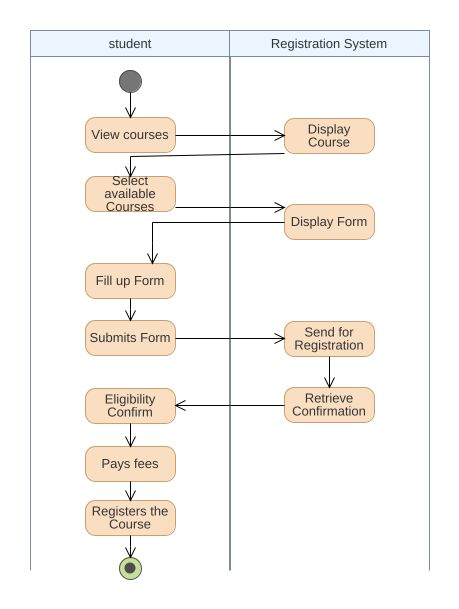 student
Registration System
View courses
Display
Course
Select
available
Courses
Display Form
Fill up Form
Submits Form
Send for
Registration
Eligibility
Confirm
Retrieve
Confirmation
Pays fees
Registers the
Course